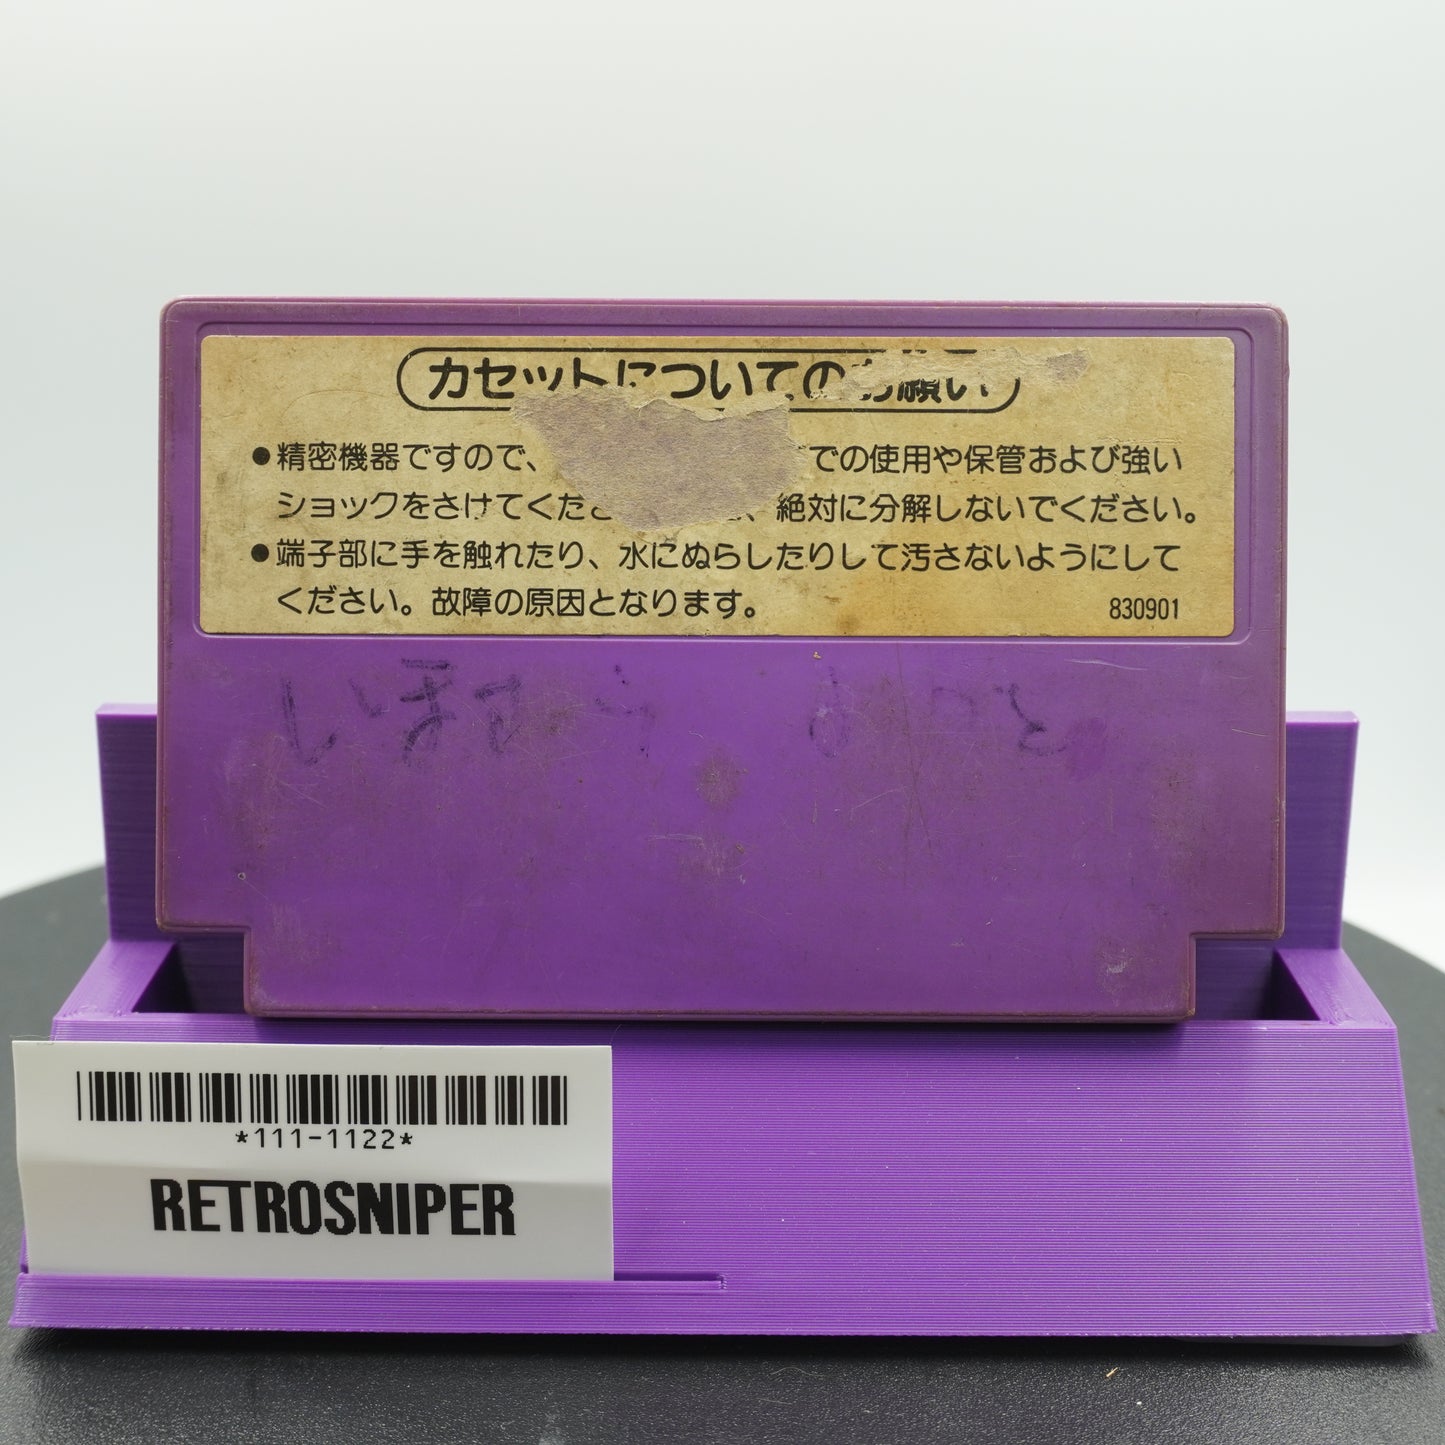 カセットについてのお願い
●精密機器ですので、 での使用や保管および強い
ショックをさけてくださ 、絶対に分解しないでください。
●端子部に手を触れたり、水にぬらしたりして汚さないようにして
ください。故障の原因となります。
830901
*111-1122*
RETROSNIPER